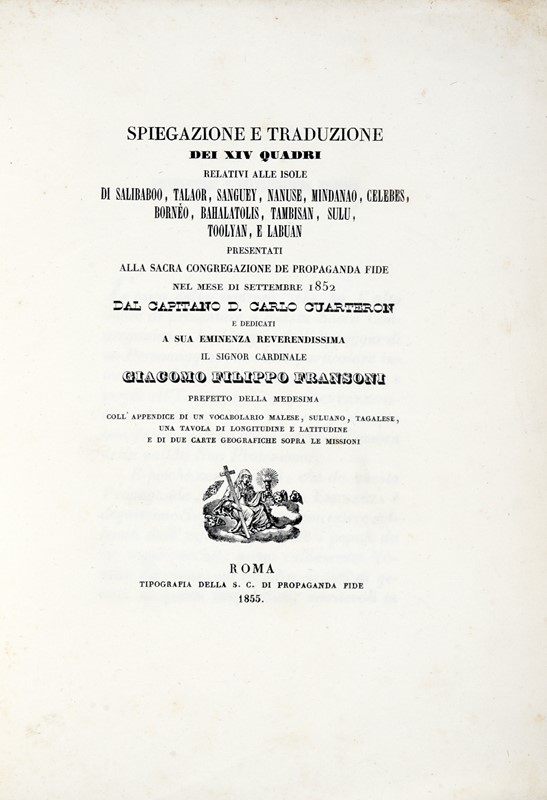 SPIEGAZIONE E TRADUZIONE
DEI XIV QUADRI
RELATIVI ALLE ISOLE
DI SALIBABOO, TALAOR, SANGUEY, NANUSE, MINDANAO, CELEBES,
BORNÈO, BAHALATOLIS, TAMBISAN, SULU,
TOOLYAN, E LABUAN
PRESENTATI
ALLA SACRA CONGREGAZIONE DE PROPAGANDA FIDE
NEL MESE DI SETTEMBRE 1852
DAL CAPITANO D. CARLO CUARTERON
E DEDICATI
A SUA EMINENZA REVERENDISSIMA
IL SIGNOR CARDINALE
GIACOMO FILIPPO FRANSONI
PREFETTO DELLA MEDESIMA
COLL' APPENDICE DI UN VOCABOLARIO MALESE, SULUANO, TAGALESE,
UNA TAVOLA DI LONGITUDINE E LATITUDINE
E DI DUE CARTE GEOGRAFICHE SOPRA LE MISSIONI
ROMA
TIPOGRAFIA DELLA S. C. DI PROPAGANDA FIDE
1855.